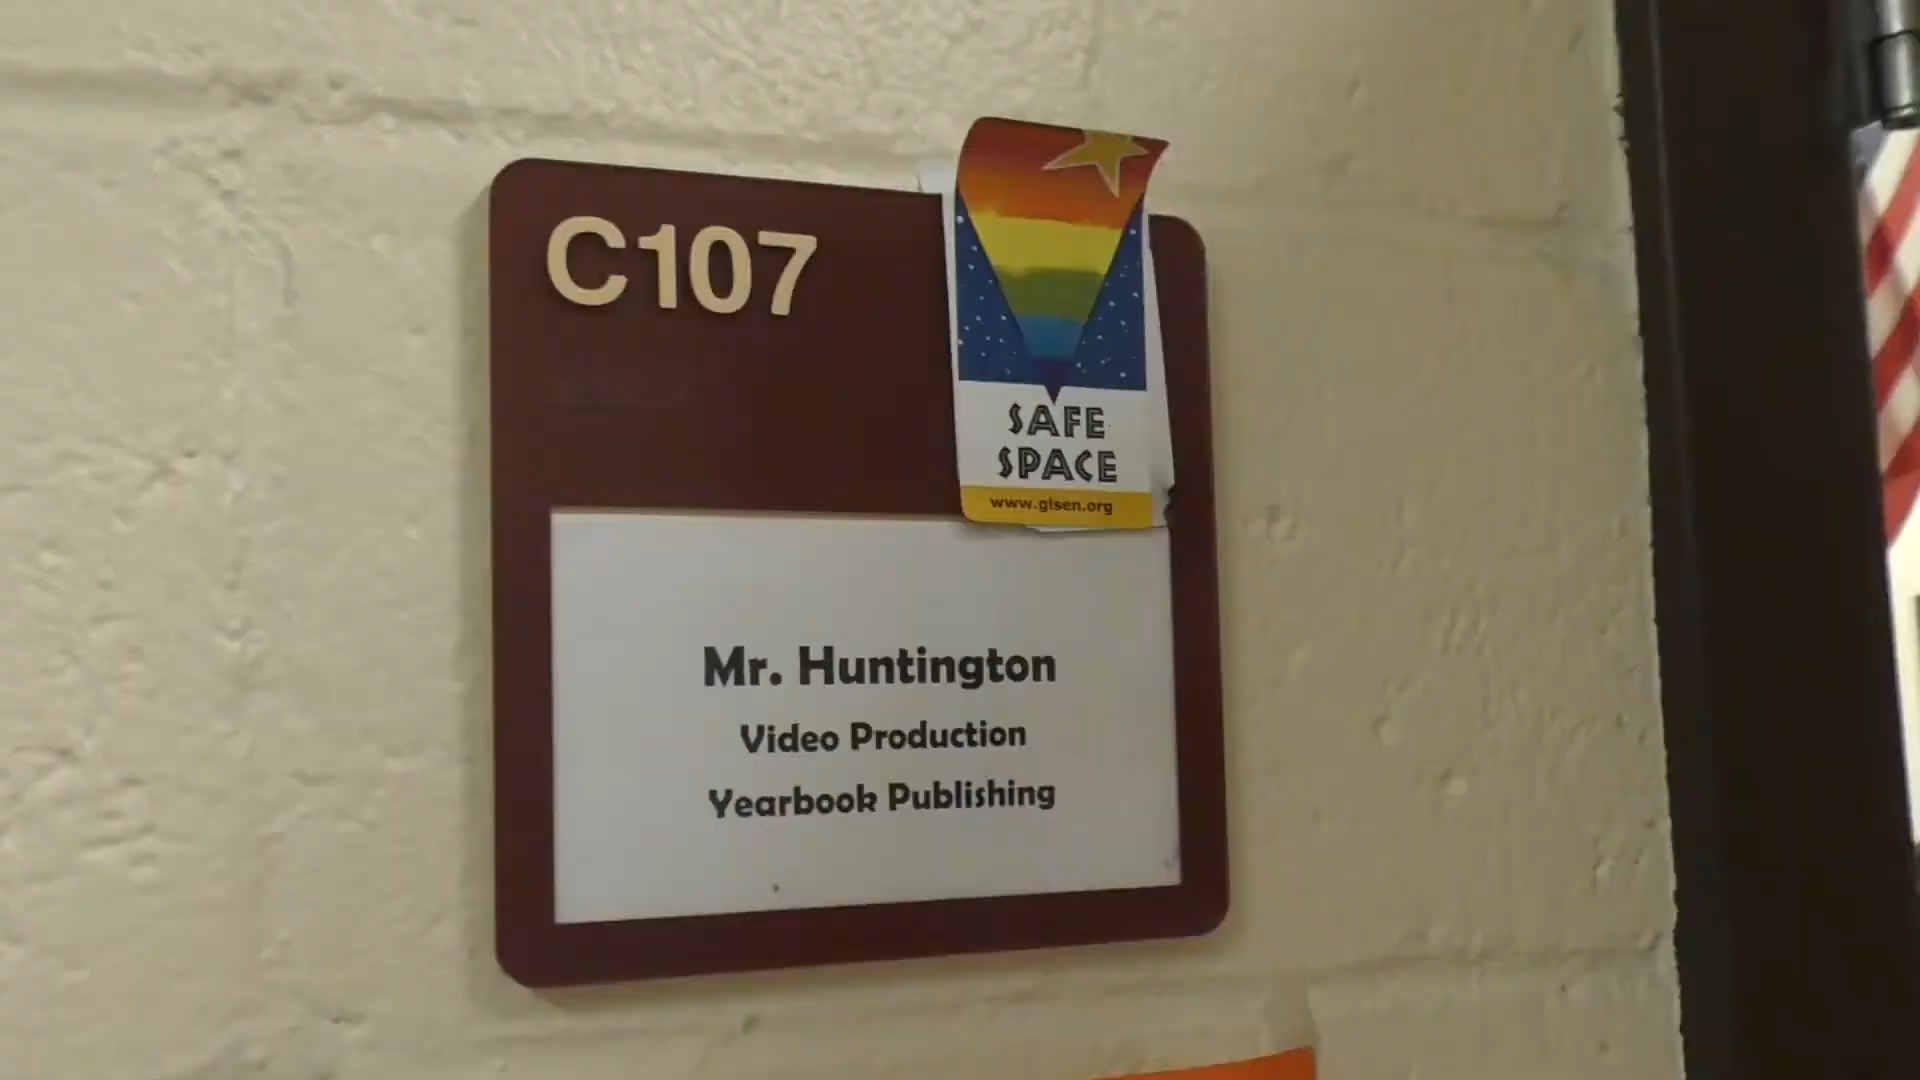 C107
SAFE
SPACE
www.glsen.org
Mr. Huntington
Video Production
Yearbook Publishing